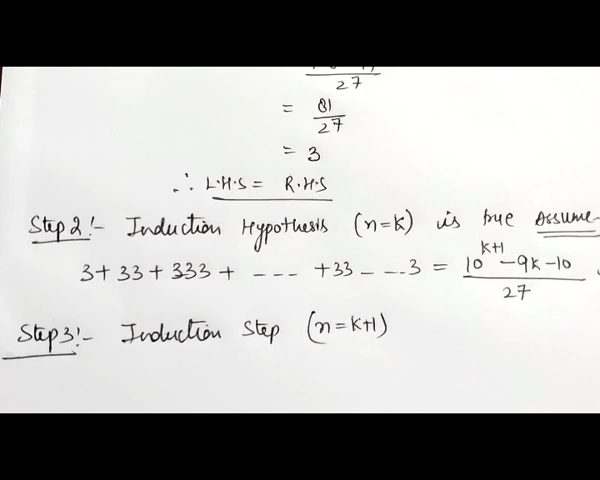 27
= 81
27
= 3
∴ L.H.S = R.H.S
Step 2 :- Induction Hypothesis (n=k) is true Assume
3+33+333+ - - - +33 - - - 3 = 10^(k+1) -9k-10
27
Step 3 :- Induction Step (n=k+1)